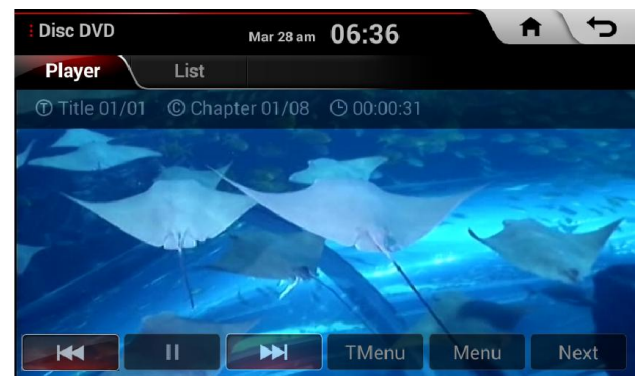 Disc DVD
Mar 28 am 06:36
Player List
Ⓣ Title 01/01 Ⓒ Chapter 01/08 00:00:31
TMenu Menu Next